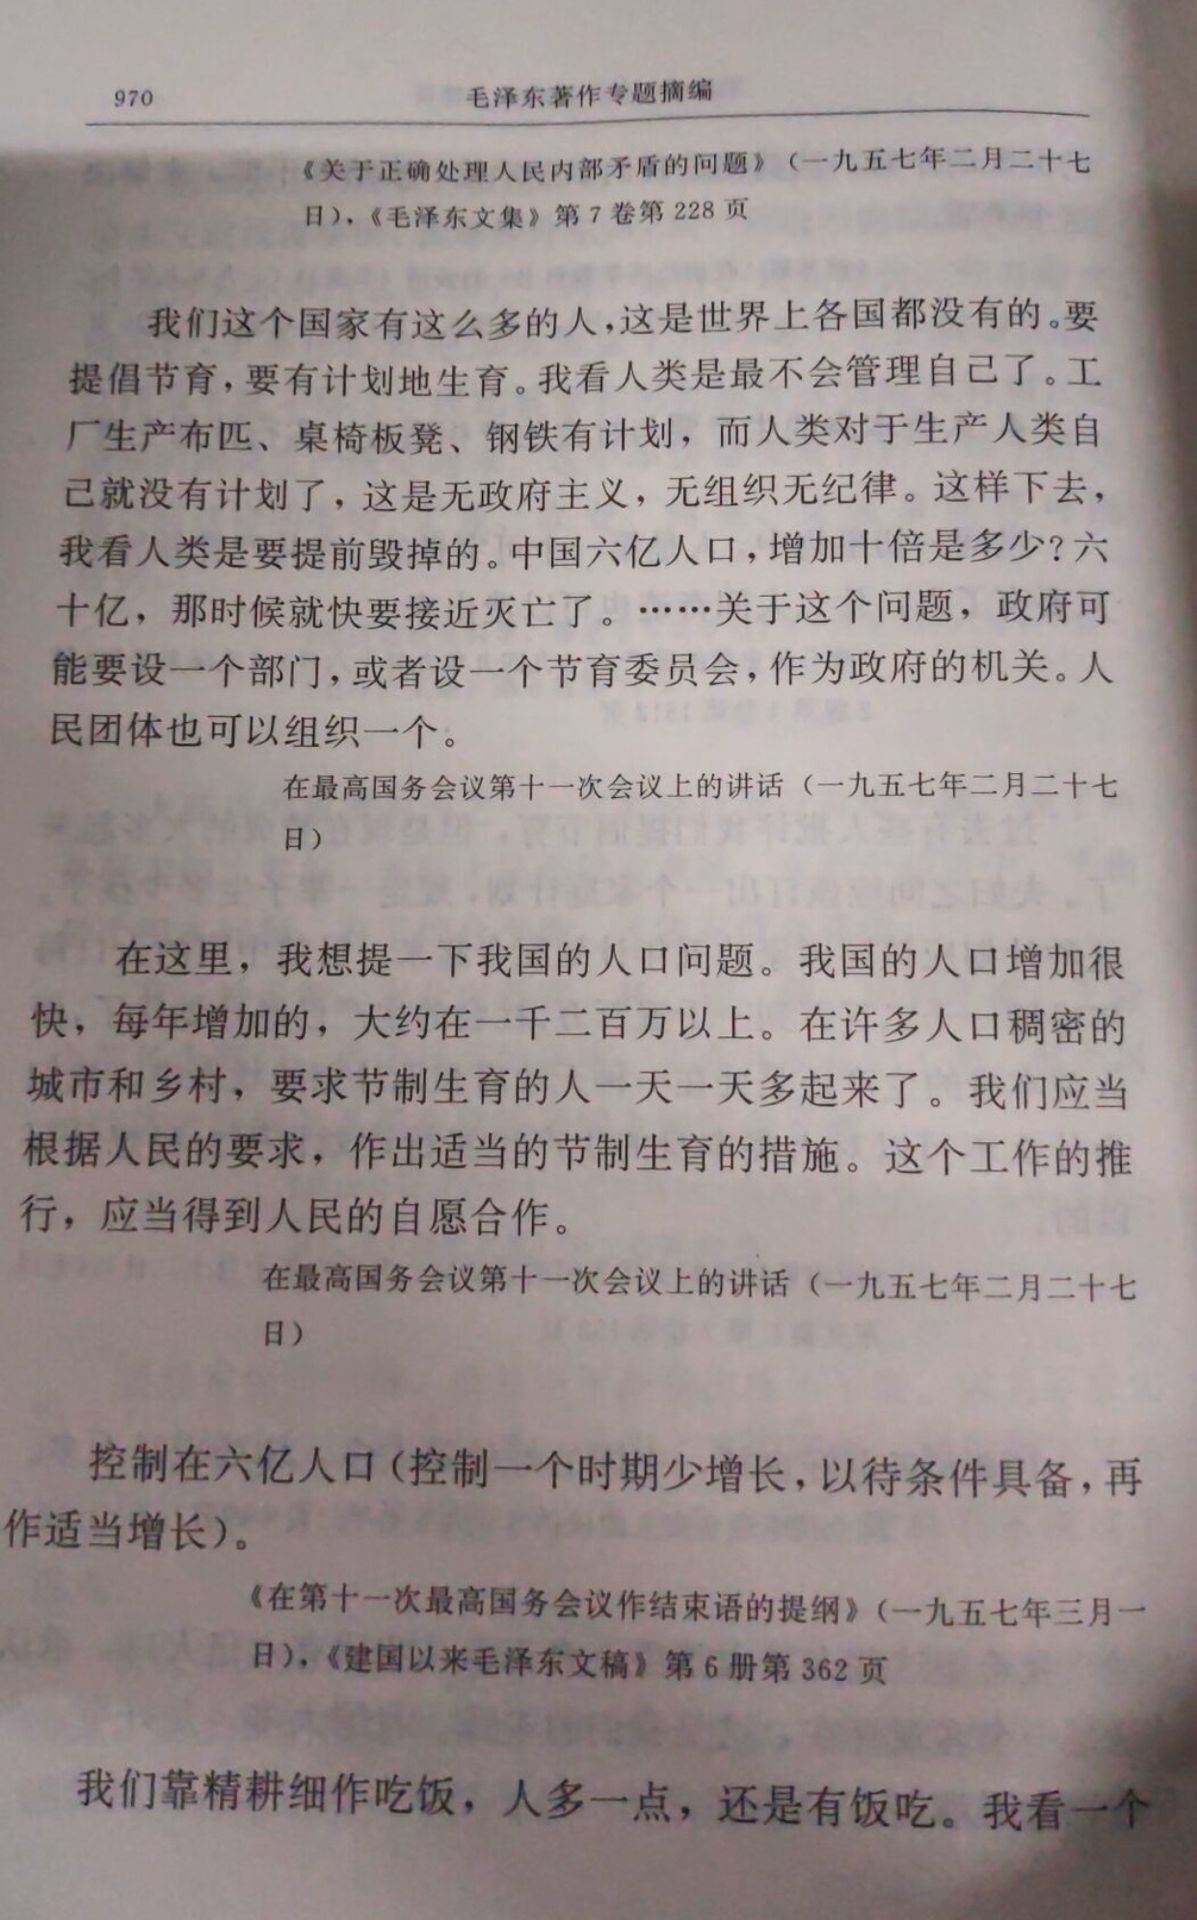 970
毛泽东著作专题摘编
《关于正确处理人民内部矛盾的问题》(一九五七年二月二十七
日),《毛泽东文集》第7卷第228页
我们这个国家有这么多的人,这是世界上各国都没有的。要
提倡节育,要有计划地生育。我看人类是最不会管理自己了。工
厂生产布匹、桌椅板凳、钢铁有计划,而人类对于生产人类自
己就没有计划了,这是无政府主义,无组织无纪律。这样下去,
我看人类是要提前毁掉的。中国六亿人口,增加十倍是多少?六
十亿,那时候就快要接近灭亡了。……关于这个问题,政府可
能要设一个部门,或者设一个节育委员会,作为政府的机关。人
民团体也可以组织一个。
在最高国务会议第十一次会议上的讲话(一九五七年二月二十七
日)
在这里,我想提一下我国的人口问题。我国的人口增加很
快,每年增加的,大约在一千二百万以上。在许多人口稠密的
城市和乡村,要求节制生育的人一天一天多起来了。我们应当
根据人民的要求,作出适当的节制生育的措施。这个工作的推
行,应当得到人民的自愿合作。
在最高国务会议第十一次会议上的讲话(一九五七年二月二十七
日)
控制在六亿人口(控制一个时期少增长,以待条件具备,再
作适当增长)。
《在第十一次最高国务会议作结束语的提纲》(一九五七年三月一
日),《建国以来毛泽东文稿》第6册第362页
我们靠精耕细作吃饭,人多一点,还是有饭吃。我看一个